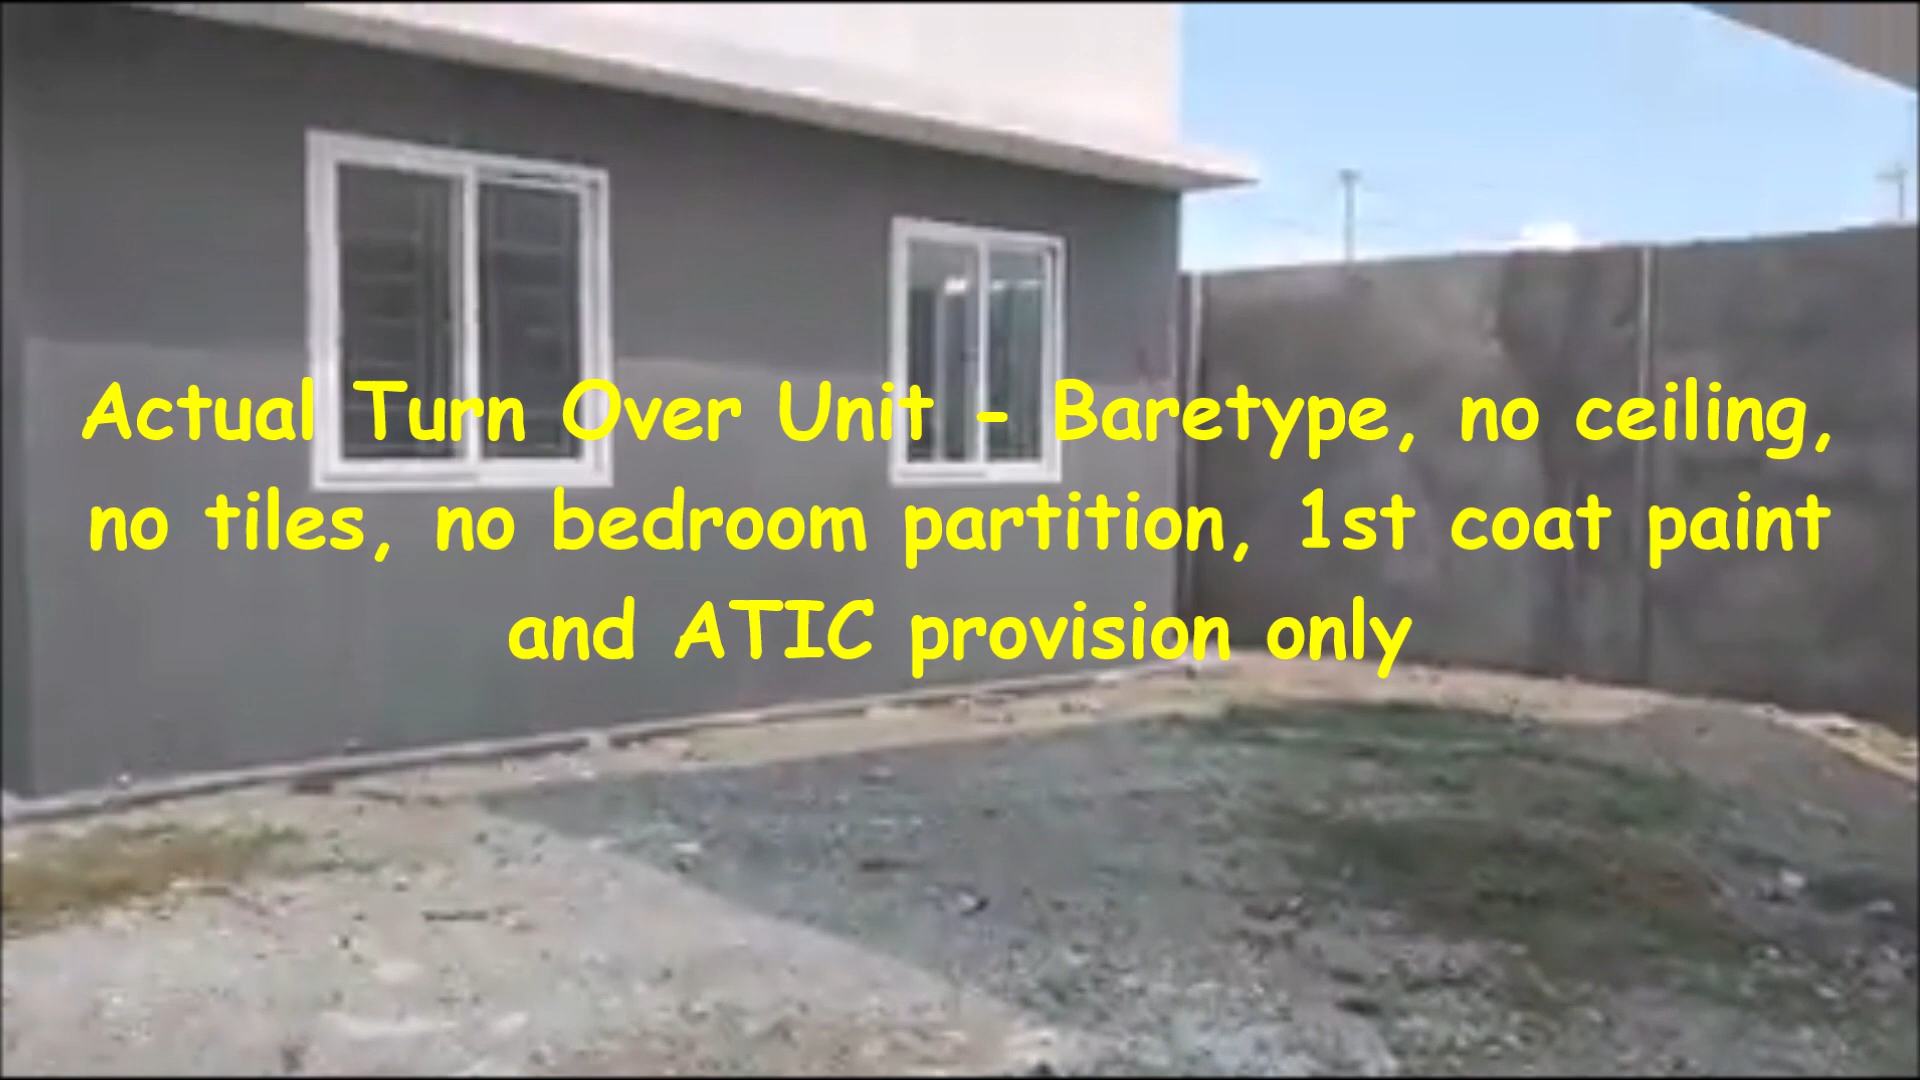 Actual Turn Over Unit - Baretype, no ceiling,
no tiles, no bedroom partition, 1st coat paint
and ATIC provision only